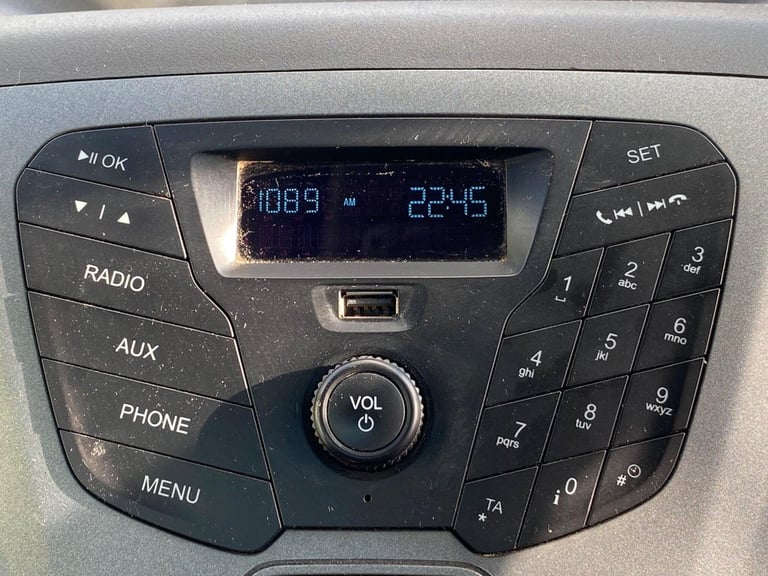 ▶II OK
▼ | ▲
RADIO
AUX
PHONE
MENU
1089 AM 22:45
VOL
SET
1 ⎵
2 abc
3 def
4 ghi
5 jkl
6 mno
7 pqrs
8 tuv
9 wxyz
TA *
i 0
#